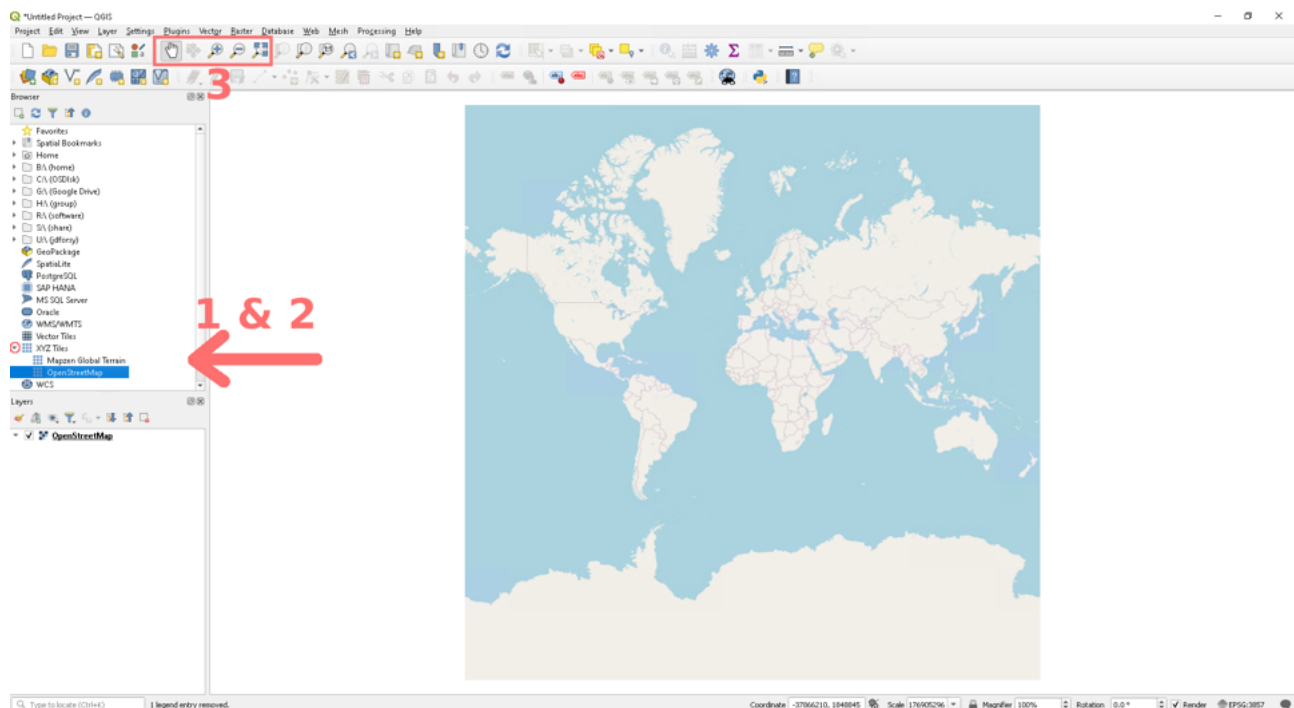 *Untitled Project — QGIS
Project Edit View Layer Settings Plugins Vector Raster Database Web Mesh Processing Help
3
Browser
Favorites
Spatial Bookmarks
Home
B:\ (home)
C:\ (OSDisk)
G:\ (Google Drive)
H:\ (group)
R:\ (software)
S:\ (share)
U:\ (jdforsy)
GeoPackage
SpatiaLite
PostgreSQL
SAP HANA
MS SQL Server
Oracle
WMS/WMTS
Vector Tiles
XYZ Tiles
Mapzen Global Terrain
OpenStreetMap
WCS
1 & 2
Layers
OpenStreetMap
Type to locate (Ctrl+K) 1 legend entry removed. Coordinate -37866210, 1848845 Scale 176905296 Magnifier 100% Rotation 0.0 ° Render EPSG:3857